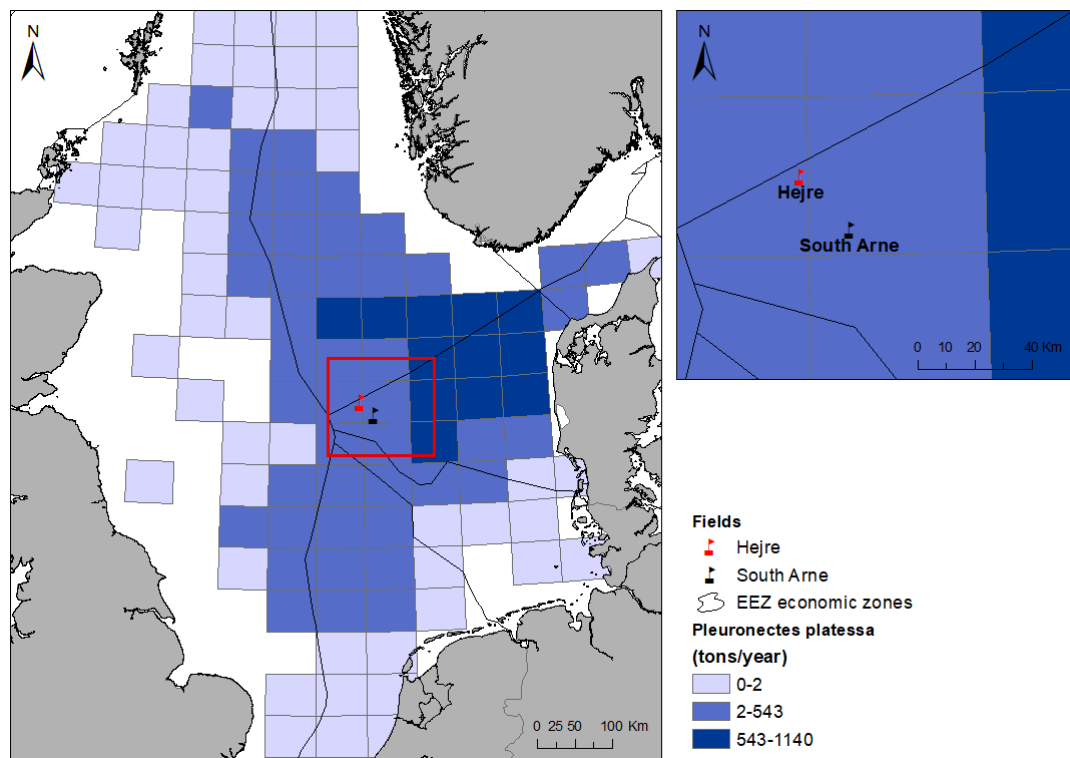 N
0 25 50 100 Km
N
Hejre
South Arne
0 10 20 40 Km
Fields
Hejre
South Arne
EEZ economic zones
Pleuronectes platessa
(tons/year)
0-2
2-543
543-1140